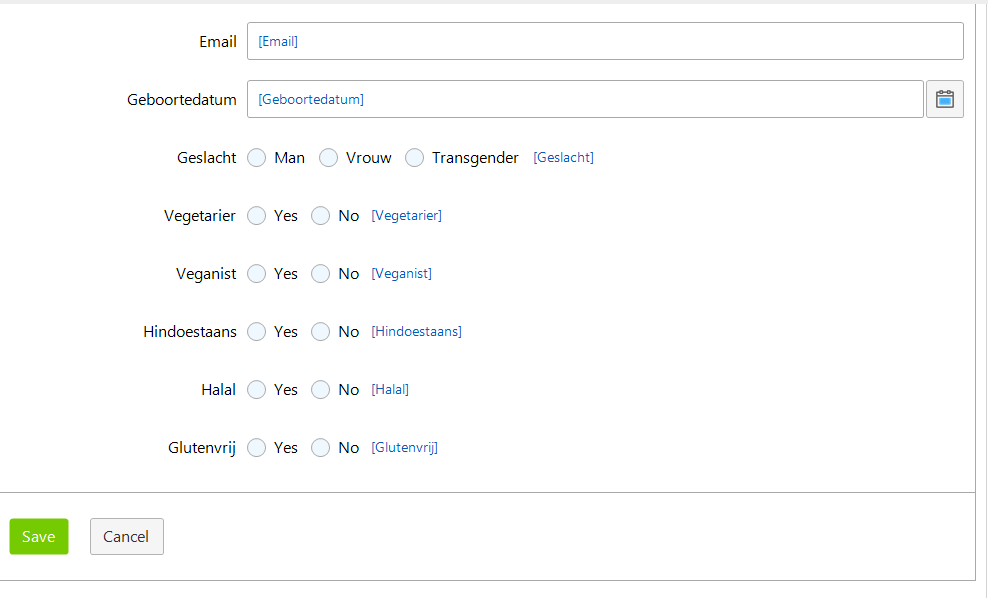 Email [Email]
Geboortedatum [Geboortedatum]
Geslacht Man Vrouw Transgender [Geslacht]
Vegetarier Yes No [Vegetarier]
Veganist Yes No [Veganist]
Hindoestaans Yes No [Hindoestaans]
Halal Yes No [Halal]
Glutenvrij Yes No [Glutenvrij]
Save Cancel